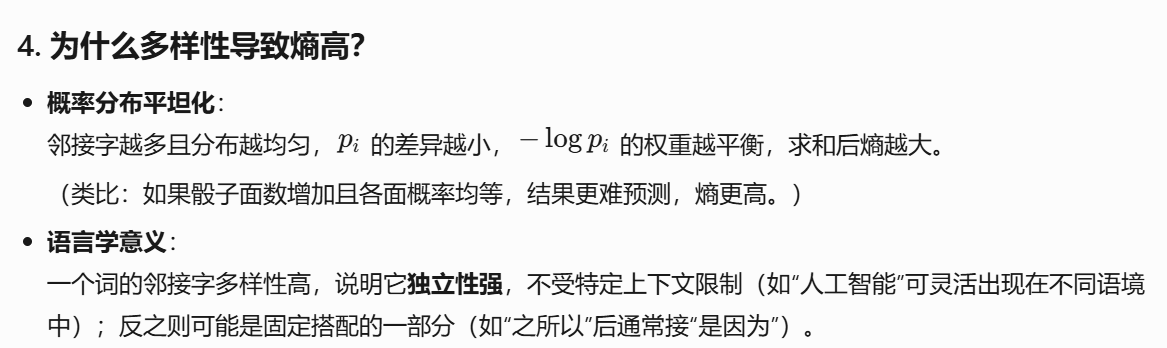 4. 为什么多样性导致熵高？
• 概率分布平坦化：
邻接字越多且分布越均匀，pᵢ 的差异越小，− log pᵢ 的权重越平衡，求和后熵越大。
（类比：如果骰子面数增加且各面概率均等，结果更难预测，熵更高。）
• 语言学意义：
一个词的邻接字多样性高，说明它独立性强，不受特定上下文限制（如“人工智能”可灵活出现在不同语境
中）；反之则可能是固定搭配的一部分（如“之所以”后通常接“是因为”）。